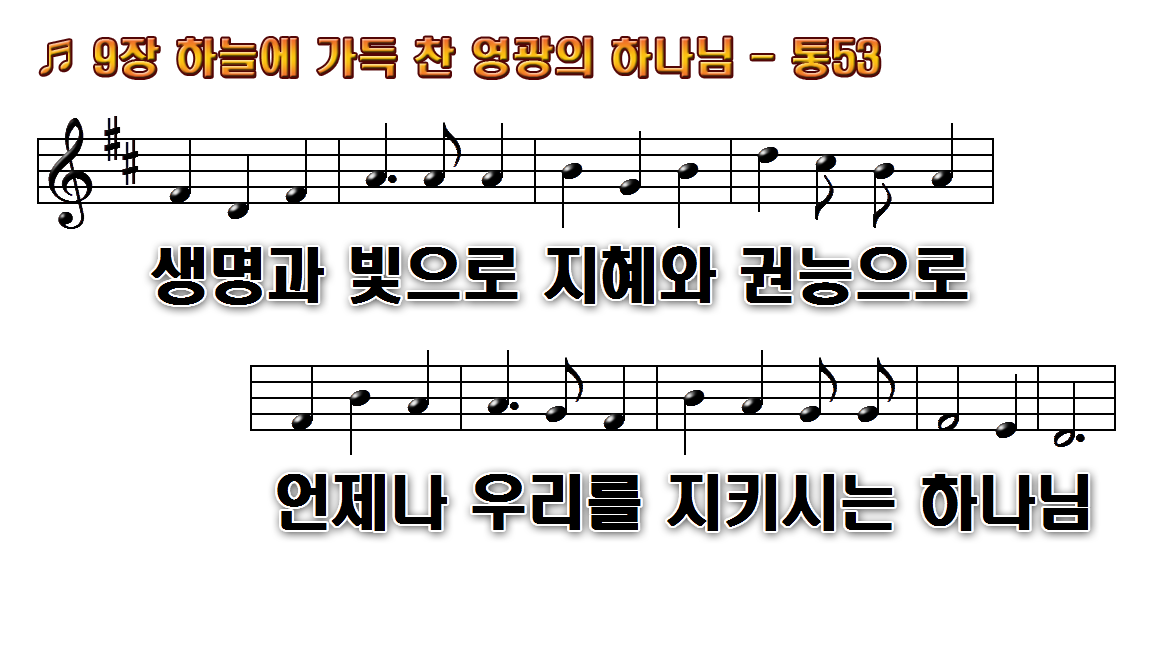 ♬ 9장 하늘에 가득 찬 영광의 하나님 - 통53
생명과 빛으로 지혜와 권능으로
언제나 우리를 지키시는 하나님